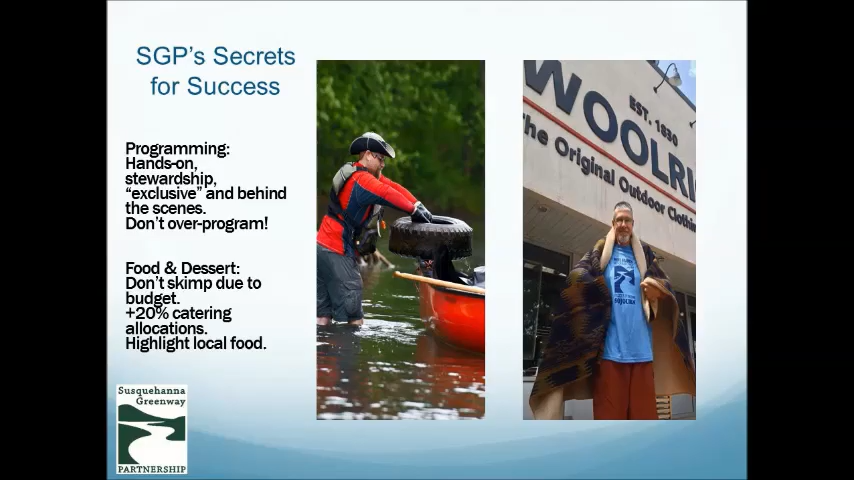 SGP's Secrets
for Success
Programming:
Hands-on,
stewardship,
"exclusive" and behind
the scenes.
Don't over-program!
Food & Dessert:
Don't skimp due to
budget.
+20% catering
allocations.
Highlight local food.
Susquehanna
Greenway
PARTNERSHIP
EST. 1830
WOOLRI
The Original Outdoor Clothin